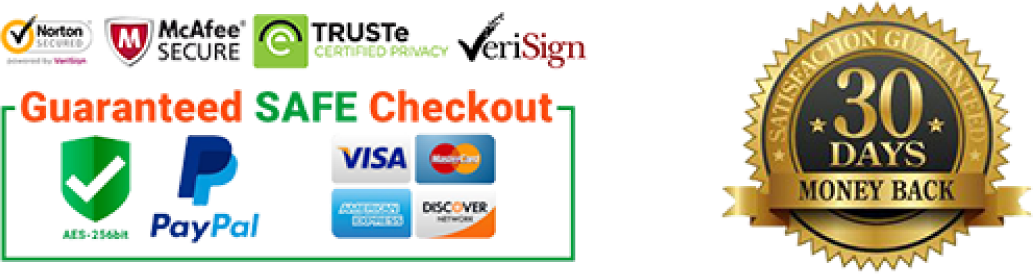 Norton
SECURED
powered by VeriSign
McAfee
SECURE
TRUSTe
CERTIFIED PRIVACY
VeriSign
Guaranteed SAFE Checkout
AES-256bit
PayPal
VISA
MasterCard
AMERICAN
EXPRESS
DISCOVER
NETWORK
SATISFACTION GUARANTEED
30
DAYS
MONEY BACK